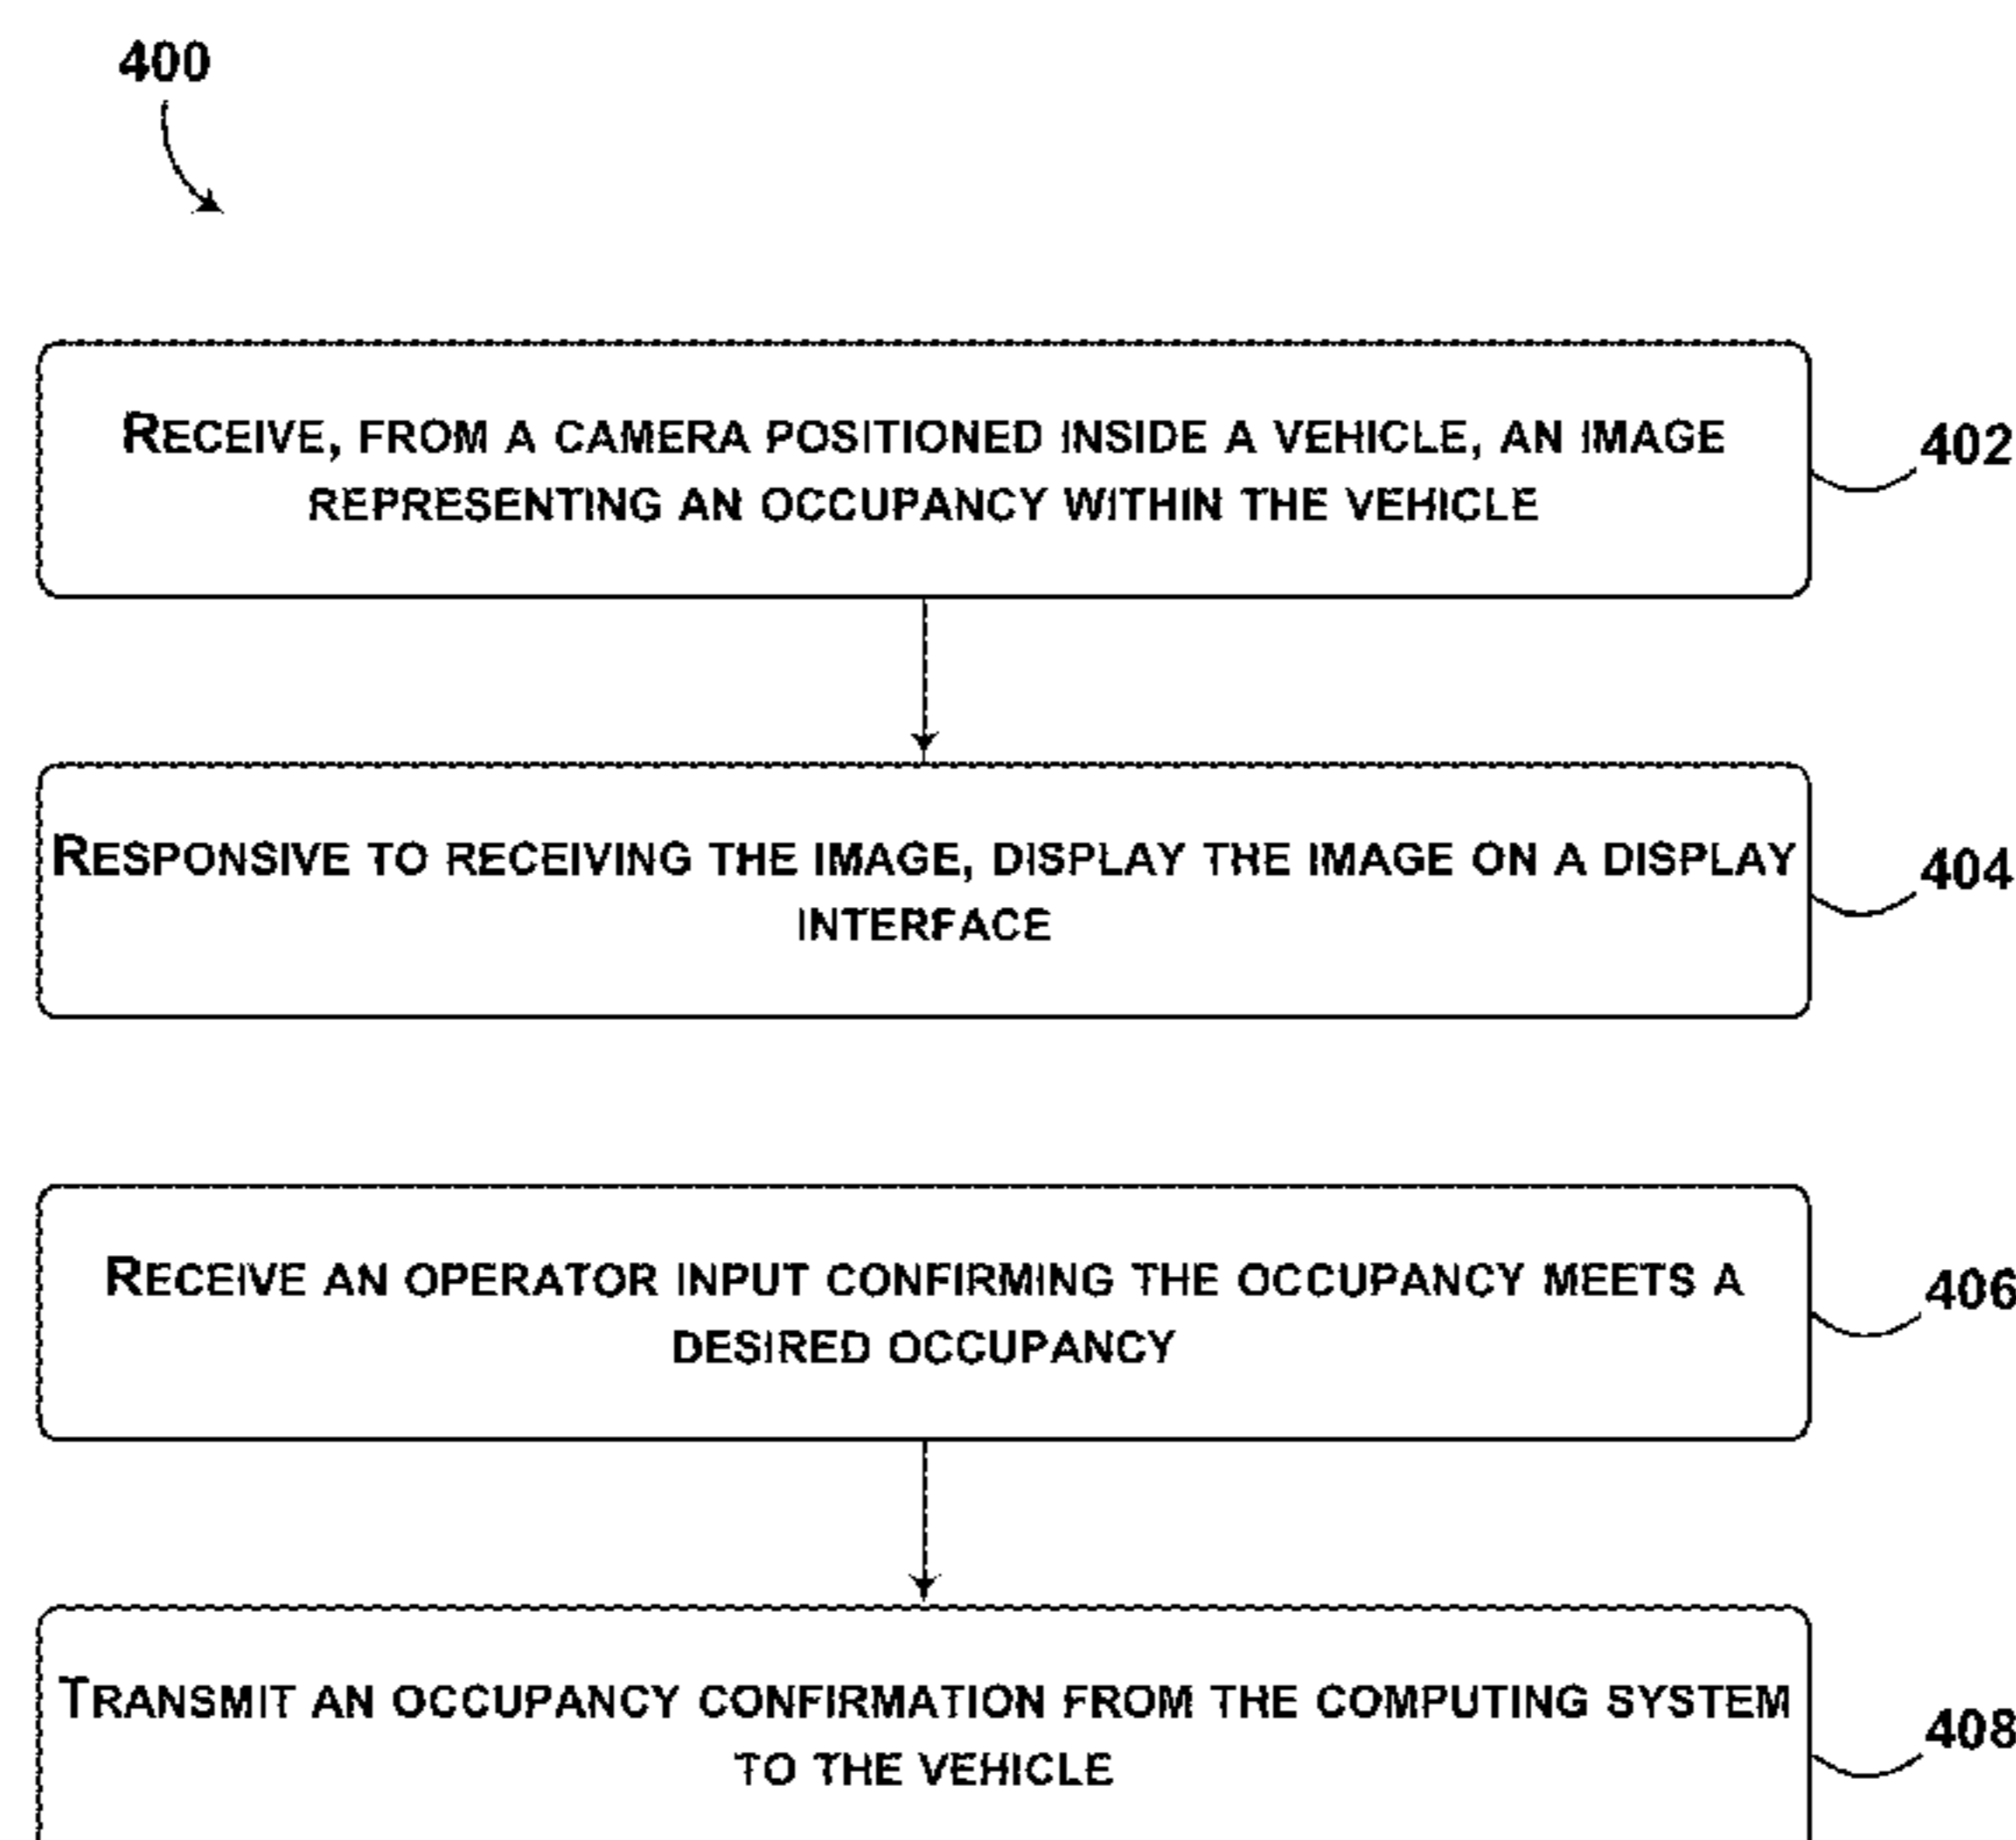 400
RECEIVE, FROM A CAMERA POSITIONED INSIDE A VEHICLE, AN IMAGE
REPRESENTING AN OCCUPANCY WITHIN THE VEHICLE
402
RESPONSIVE TO RECEIVING THE IMAGE, DISPLAY THE IMAGE ON A DISPLAY
INTERFACE
404
RECEIVE AN OPERATOR INPUT CONFIRMING THE OCCUPANCY MEETS A
DESIRED OCCUPANCY
406
TRANSMIT AN OCCUPANCY CONFIRMATION FROM THE COMPUTING SYSTEM
TO THE VEHICLE
408